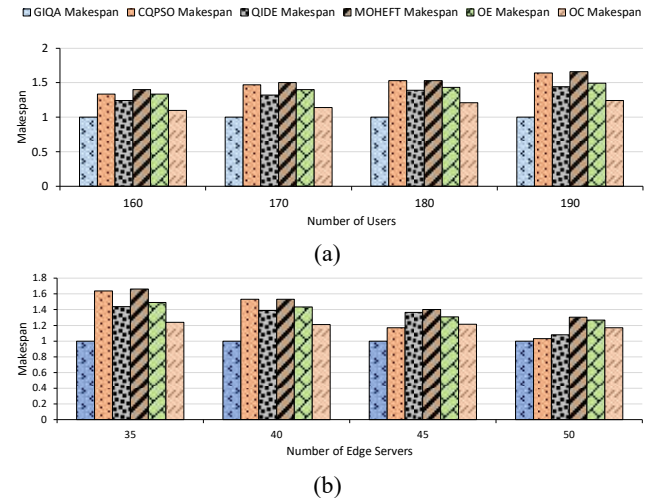 GIQA Makespan CQPSO Makespan QIDE Makespan MOHEFT Makespan OE Makespan OC Makespan
2
1.5
1
0.5
0
Makespan
160 170 180 190
Number of Users
(a)
1.8
1.6
1.4
1.2
1
0.8
0.6
0.4
0.2
0
Makespan
35 40 45 50
Number of Edge Servers
(b)